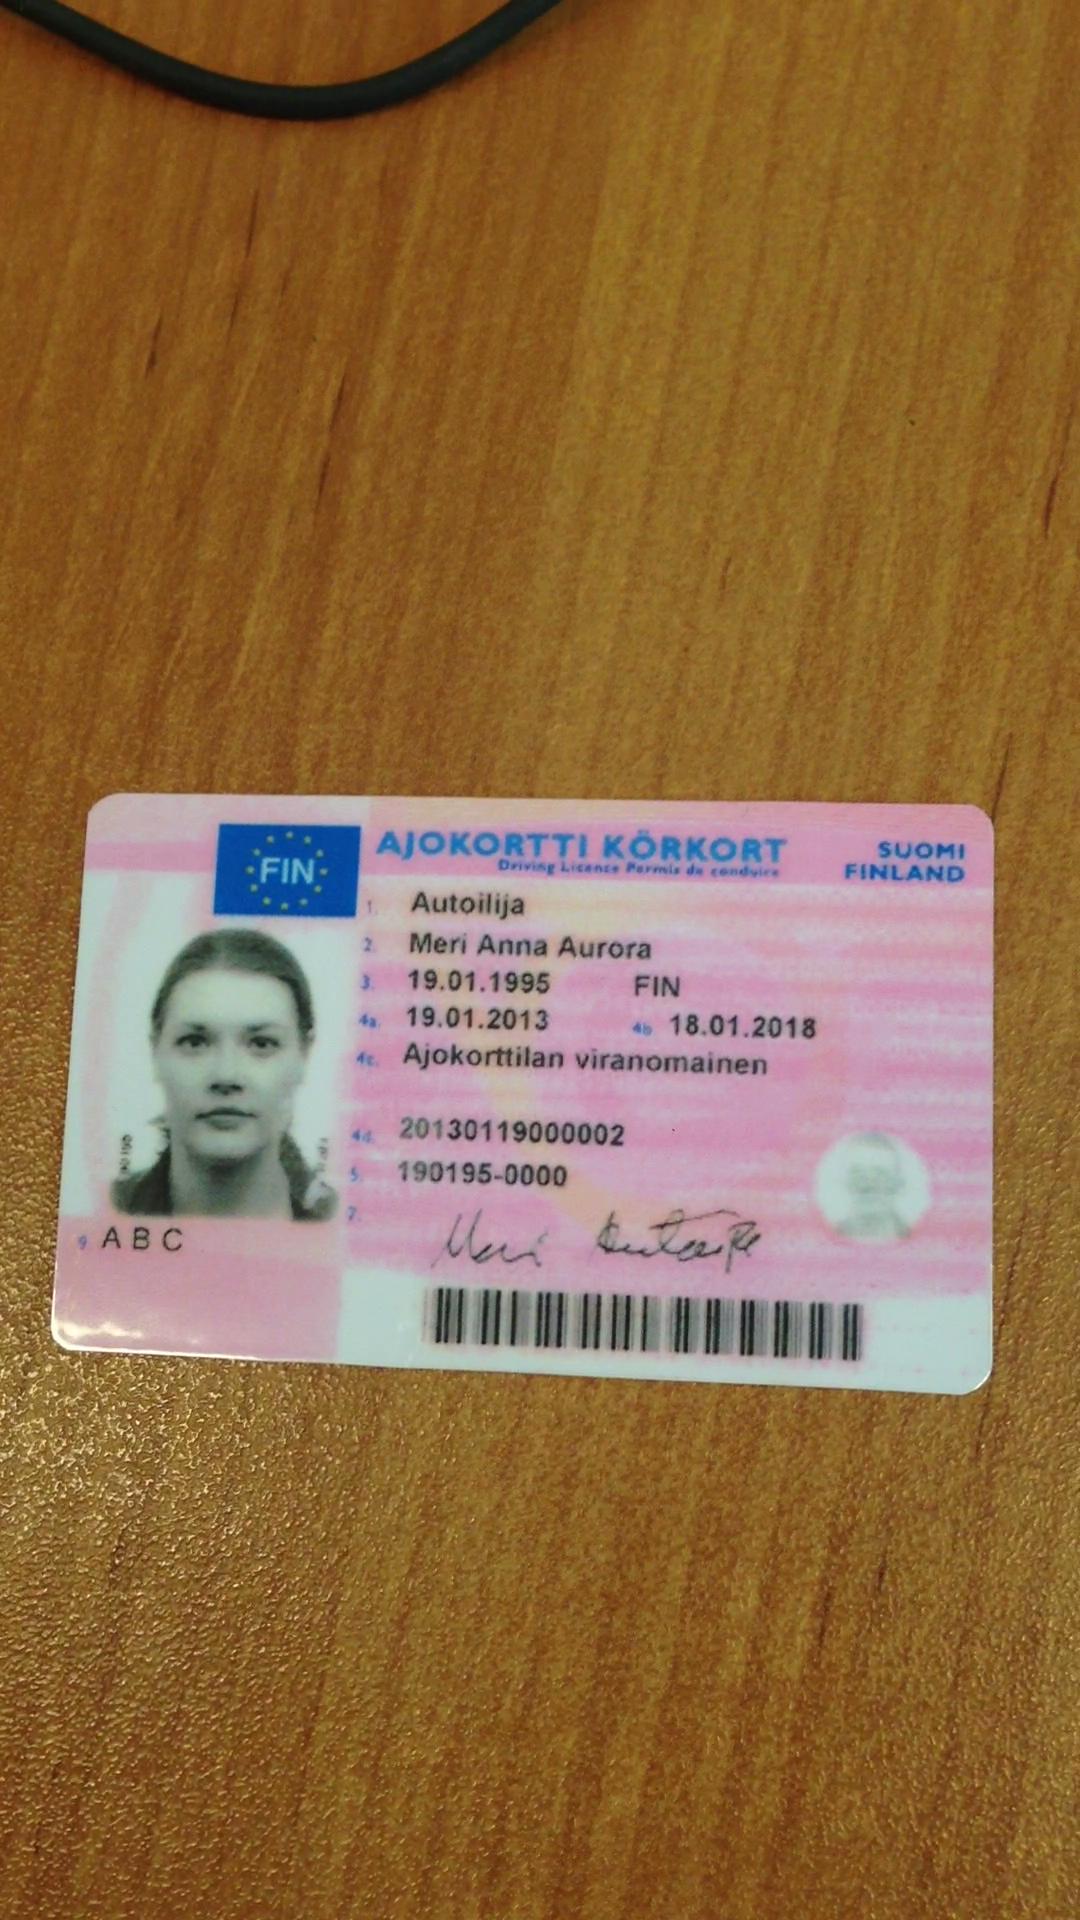 FIN
AJOKORTTI KÖRKORT
Driving Licence Permis de conduire
SUOMI
FINLAND
1. Autoilija
2. Meri Anna Aurora
3. 19.01.1995 FIN
4a. 19.01.2013 4b. 18.01.2018
4c. Ajokorttilan viranomainen
4d. 20130119000002
5. 190195-0000
7. Meri Autoilija
9. A B C